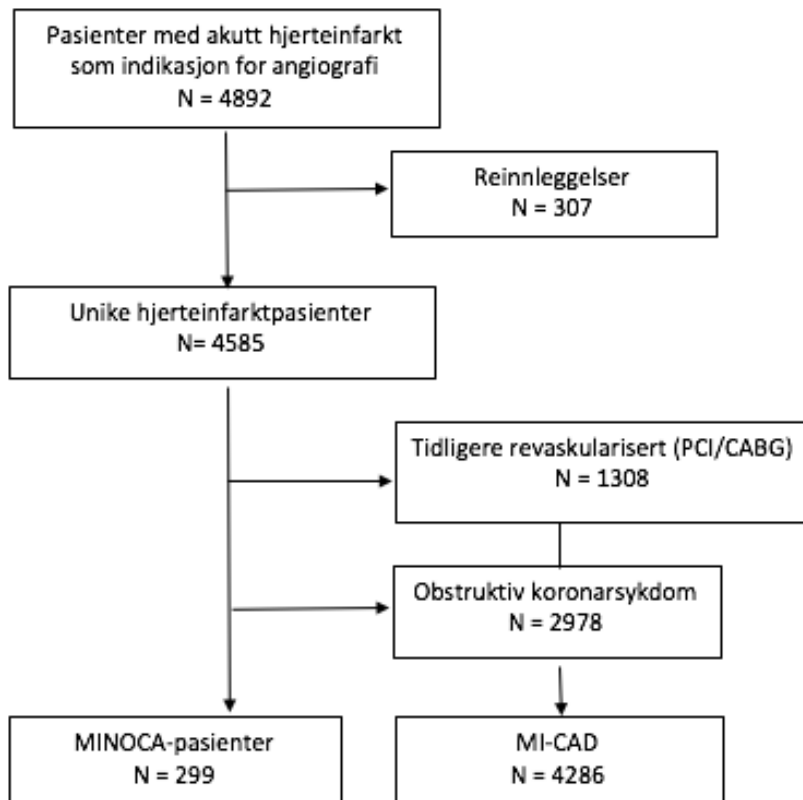 Pasienter med akutt hjerteinfarkt
som indikasjon for angiografi
N = 4892
Reinnleggelser
N = 307
Unike hjerteinfarktpasienter
N= 4585
Tidligere revaskularisert (PCI/CABG)
N = 1308
Obstruktiv koronarsykdom
N = 2978
MINOCA-pasienter
N = 299
MI-CAD
N = 4286